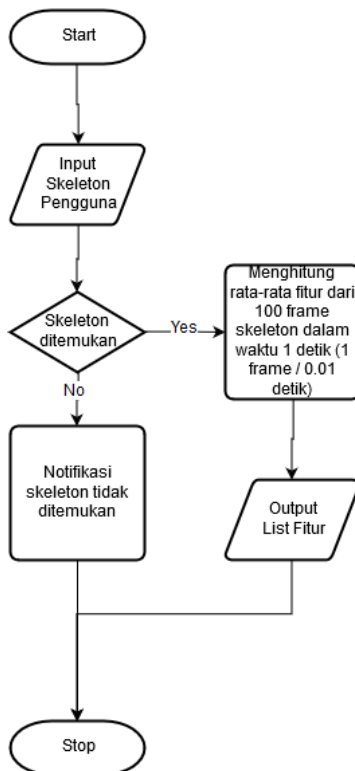 Start
Input
Skeleton
Pengguna
Skeleton
ditemukan
Yes
Menghitung
rata-rata fitur dari
100 frame
skeleton dalam
waktu 1 detik (1
frame / 0.01
detik)
No
Notifikasi
skeleton tidak
ditemukan
Output
List Fitur
Stop